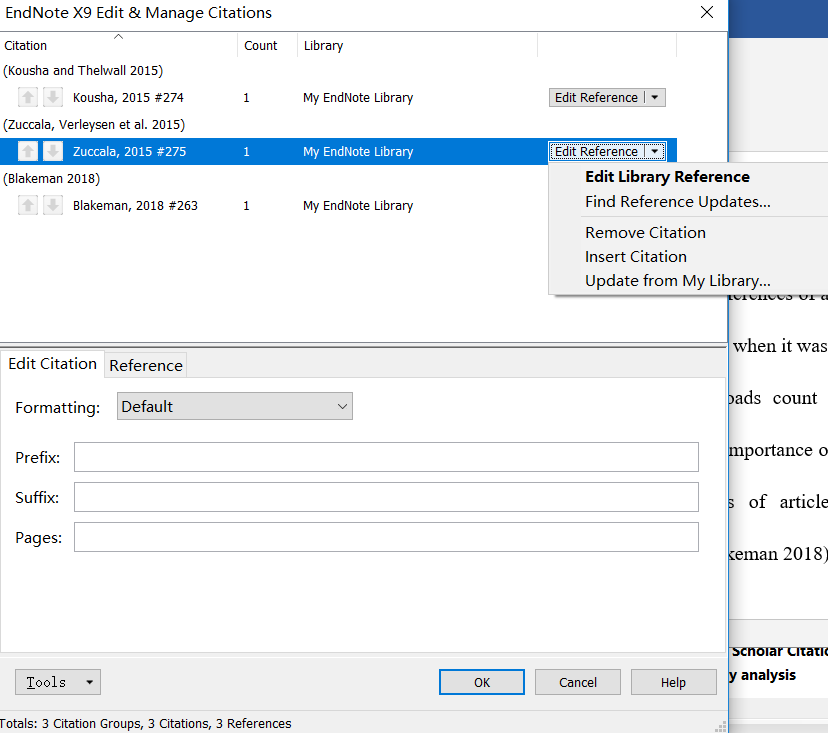 EndNote X9 Edit & Manage Citations
Citation Count Library
(Kousha and Thelwall 2015)
Kousha, 2015 #274 1 My EndNote Library Edit Reference
(Zuccala, Verleysen et al. 2015)
Zuccala, 2015 #275 1 My EndNote Library Edit Reference
(Blakeman 2018)
Blakeman, 2018 #263 1 My EndNote Library
Edit Library Reference
Find Reference Updates...
Remove Citation
Insert Citation
Update from My Library...
when it was
count
mportance o
s of article
keman 2018)
Edit Citation Reference
Formatting: Default
Prefix:
Suffix:
Pages:
Scholar Citatio
y analysis
Tools OK Cancel Help
Totals: 3 Citation Groups, 3 Citations, 3 References